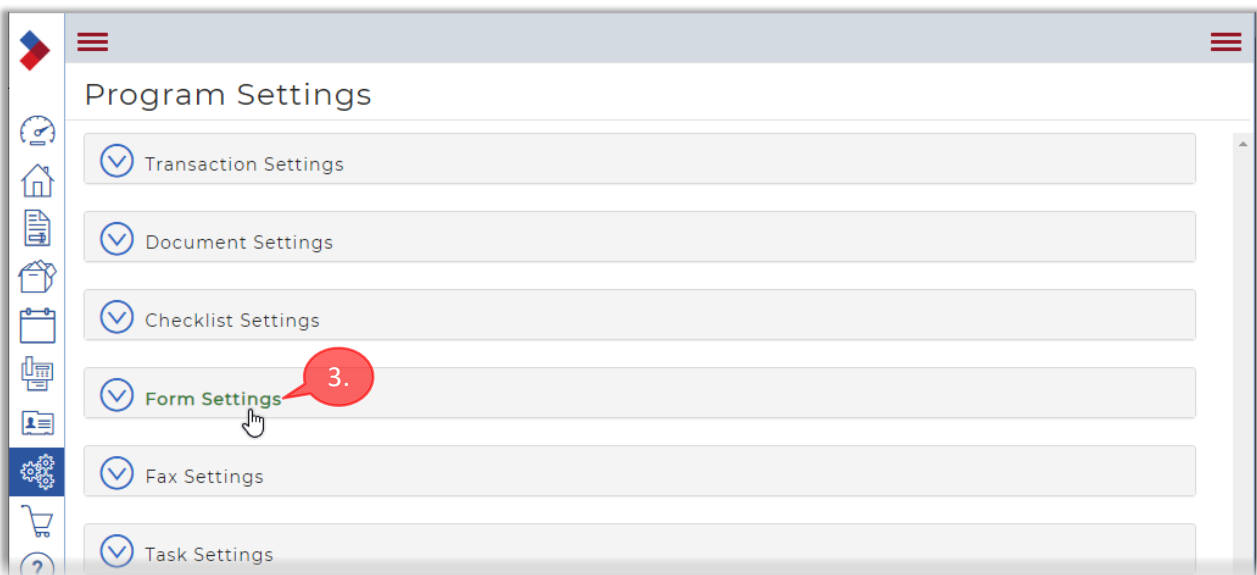 Program Settings
Transaction Settings
Document Settings
Checklist Settings
3.
Form Settings
Fax Settings
Task Settings
?